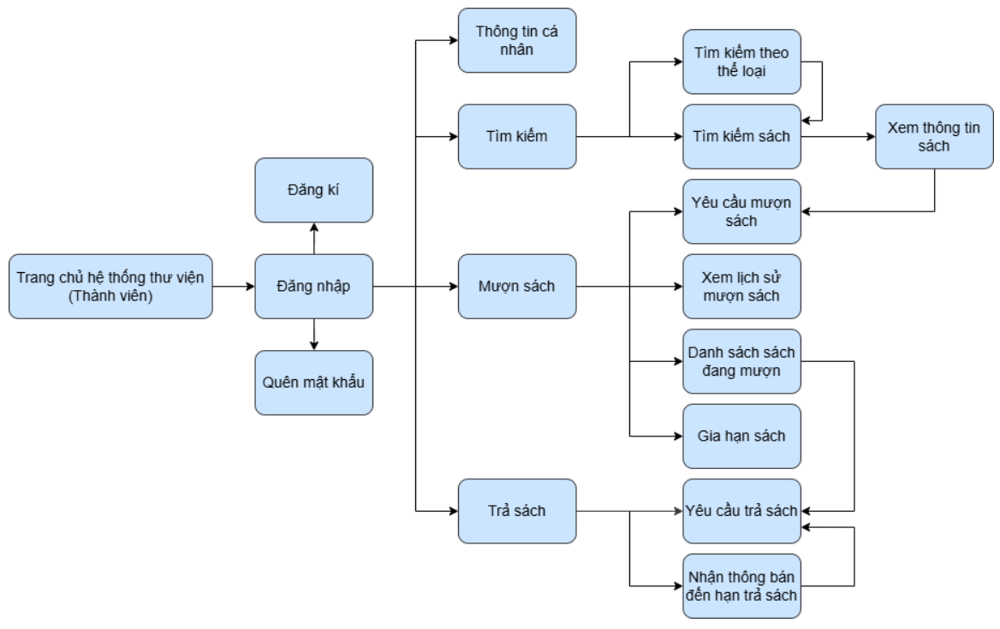 Thông tin cá
nhân
Tìm kiếm theo
thể loại
Tìm kiếm
Tìm kiếm sách
Xem thông tin
sách
Đăng kí
Yêu cầu mượn
sách
Trang chủ hệ thống thư viện
(Thành viên)
Đăng nhập
Mượn sách
Xem lịch sử
mượn sách
Quên mật khẩu
Danh sách sách
đang mượn
Gia hạn sách
Trả sách
Yêu cầu trả sách
Nhận thông bán
đến hạn trả sách